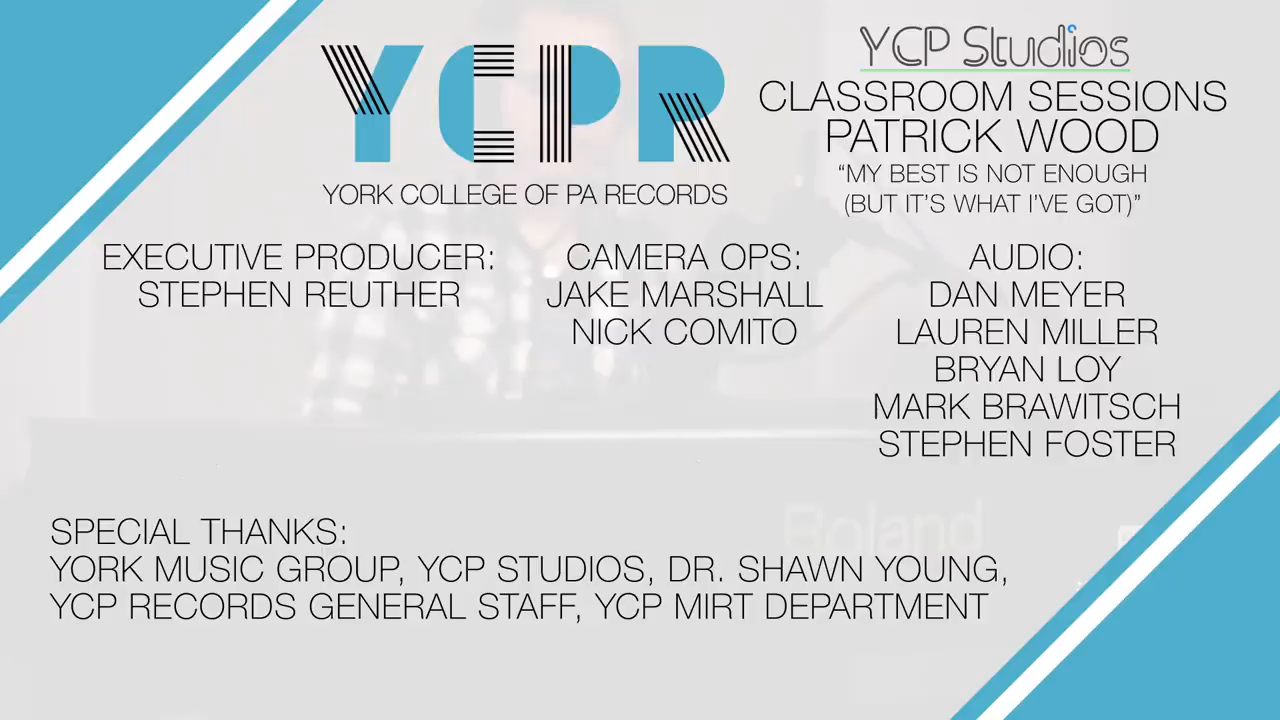 YCPR
YORK COLLEGE OF PA RECORDS
YCP Studios
CLASSROOM SESSIONS
PATRICK WOOD
“MY BEST IS NOT ENOUGH
(BUT IT’S WHAT I’VE GOT)”
EXECUTIVE PRODUCER:
STEPHEN REUTHER
CAMERA OPS:
JAKE MARSHALL
NICK COMITO
AUDIO:
DAN MEYER
LAUREN MILLER
BRYAN LOY
MARK BRAWITSCH
STEPHEN FOSTER
Roland
SPECIAL THANKS:
YORK MUSIC GROUP, YCP STUDIOS, DR. SHAWN YOUNG,
YCP RECORDS GENERAL STAFF, YCP MIRT DEPARTMENT